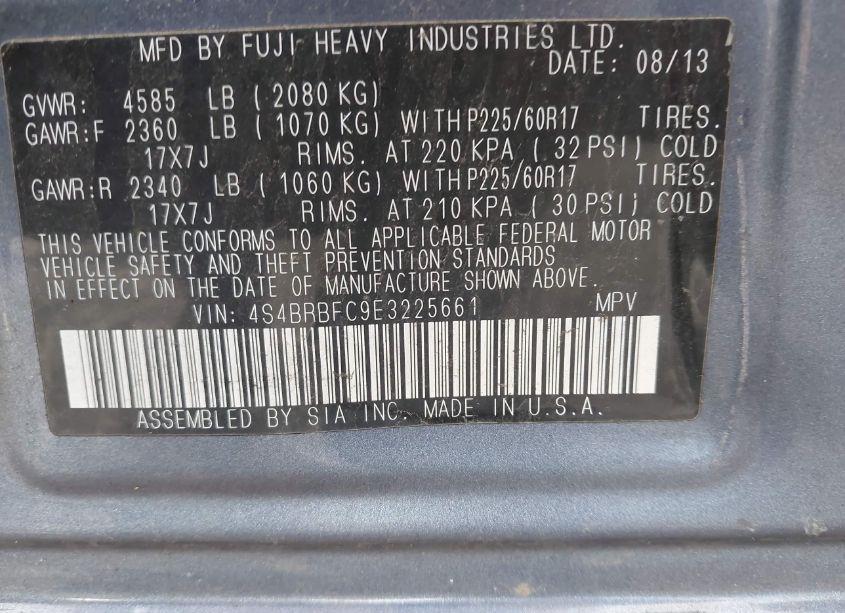 MFD BY FUJI HEAVY INDUSTRIES LTD.
DATE: 08/13
GVWR: 4585 LB ( 2080 KG)
GAWR:F 2360 LB ( 1070 KG) WITH P225/60R17 TIRES.
17X7J RIMS. AT 220 KPA ( 32 PSI) COLD
GAWR:R 2340 LB ( 1060 KG) WITH P225/60R17 TIRES.
17X7J RIMS. AT 210 KPA ( 30 PSI) COLD
THIS VEHICLE CONFORMS TO ALL APPLICABLE FEDERAL MOTOR
VEHICLE SAFETY AND THEFT PREVENTION STANDARDS
IN EFFECT ON THE DATE OF MANUFACTURE SHOWN ABOVE.
VIN: 4S4BRBFC9E3225661 MPV
ASSEMBLED BY SIA INC. MADE IN U.S.A.